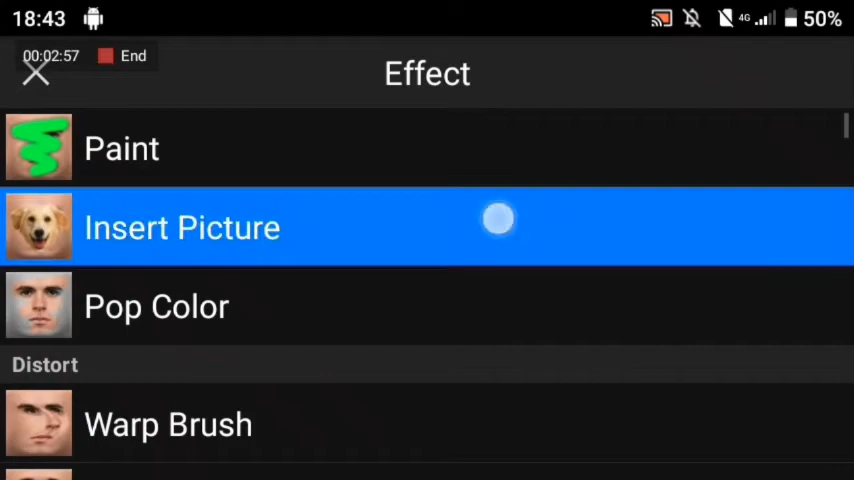 18:43 4G 50%
00:02:57 End
Effect
Paint
Insert Picture
Pop Color
Distort
Warp Brush